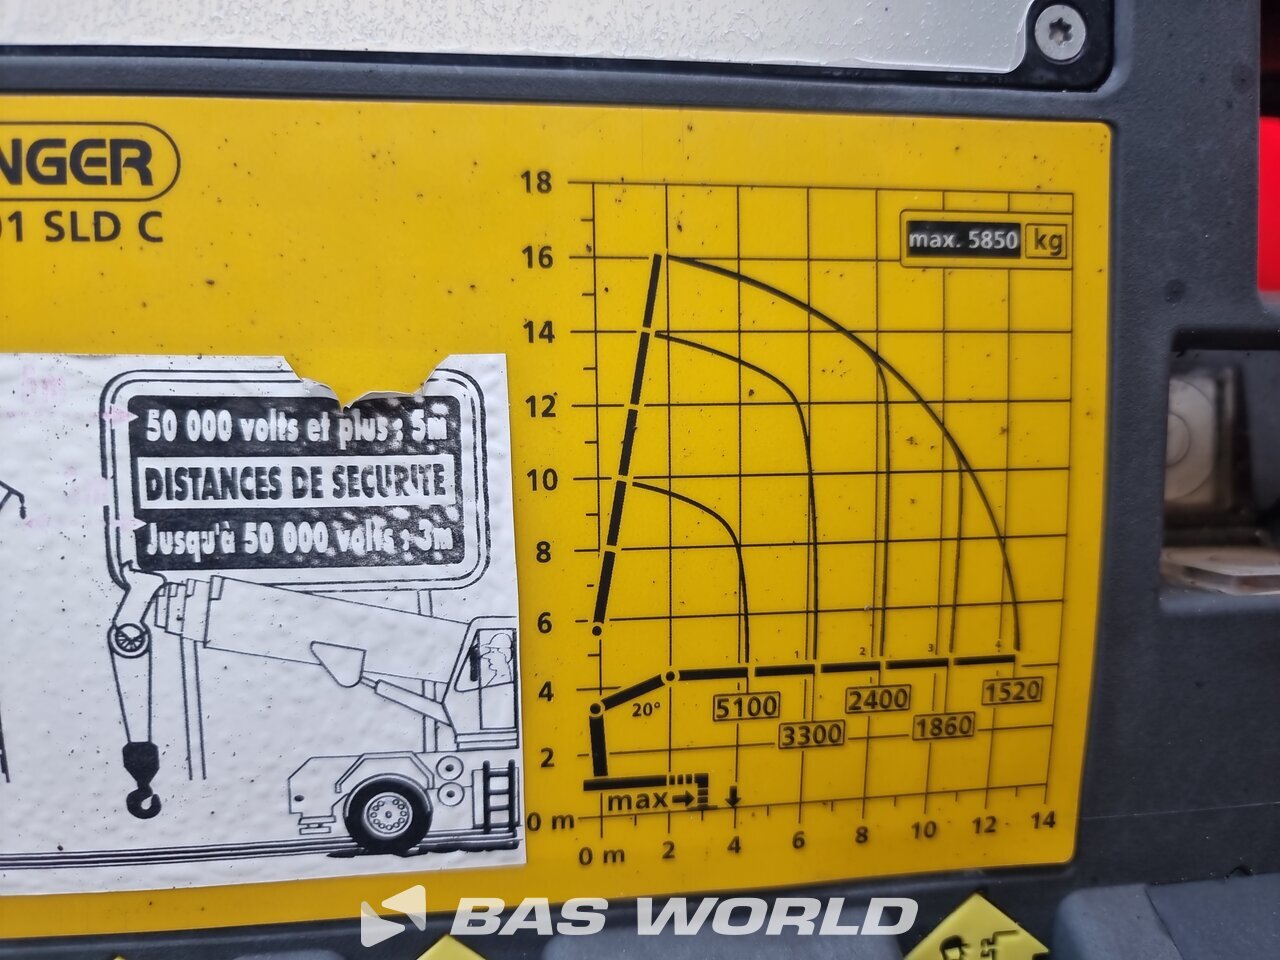 NGER
01 SLD C
50 000 volts et plus : 5m
DISTANCES DE SECURITE
Jusqu'à 50 000 volts : 3m
18
16
14
12
10
8
6
4
2
0 m
max. 5850 kg
1 2 3 4
20°
5100
3300
2400
1860
1520
max
0 m 2 4 6 8 10 12 14
BAS WORLD